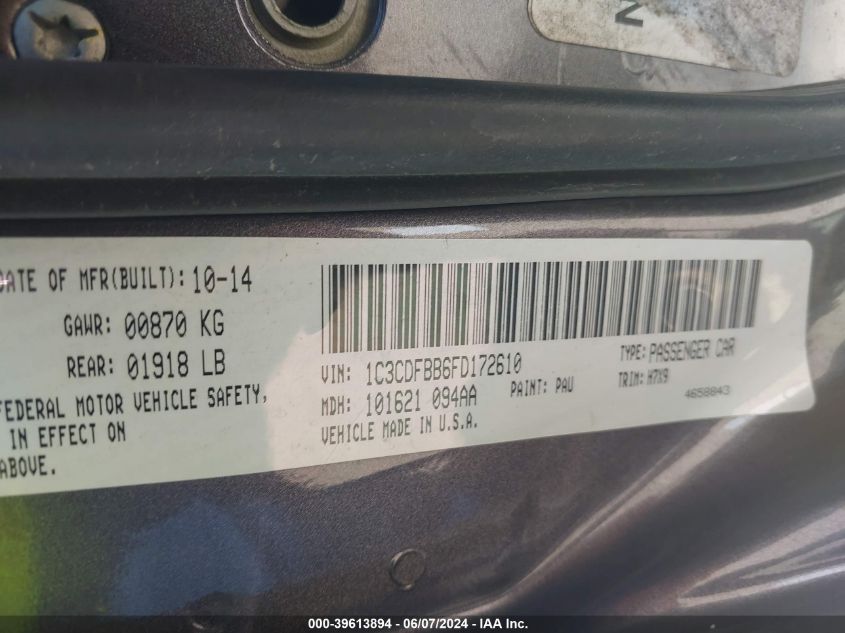 N
DATE OF MFR(BUILT): 10-14
GAWR: 00870 KG
REAR: 01918 LB
FEDERAL MOTOR VEHICLE SAFETY,
IN EFFECT ON
ABOVE.
VIN: 1C3CDFBB6FD172610
TYPE: PASSENGER CAR
MDH: 101621 094AA
PAINT: PAU
TRIM: H7X9
VEHICLE MADE IN U.S.A.
4658843
000-39613894 - 06/07/2024 - IAA Inc.